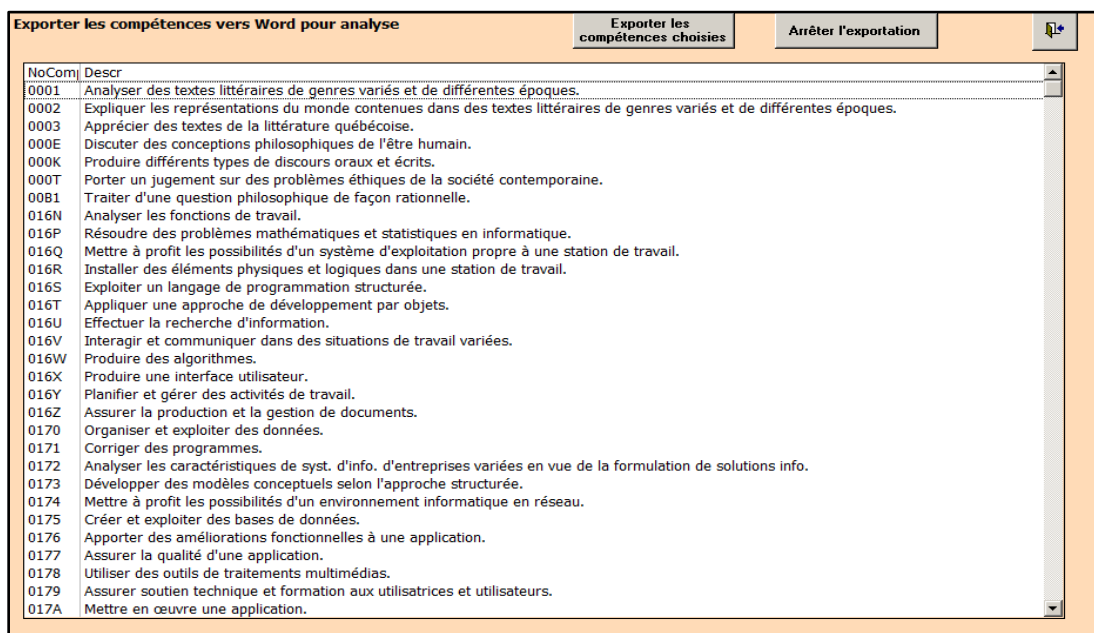 Exporter les compétences vers Word pour analyse
Exporter les
compétences choisies
Arrêter l'exportation
NoComp Descr
0001 Analyser des textes littéraires de genres variés et de différentes époques.
0002 Expliquer les représentations du monde contenues dans des textes littéraires de genres variés et de différentes époques.
0003 Apprécier des textes de la littérature québécoise.
000E Discuter des conceptions philosophiques de l'être humain.
000K Produire différents types de discours oraux et écrits.
000T Porter un jugement sur des problèmes éthiques de la société contemporaine.
00B1 Traiter d'une question philosophique de façon rationnelle.
016N Analyser les fonctions de travail.
016P Résoudre des problèmes mathématiques et statistiques en informatique.
016Q Mettre à profit les possibilités d'un système d'exploitation propre à une station de travail.
016R Installer des éléments physiques et logiques dans une station de travail.
016S Exploiter un langage de programmation structurée.
016T Appliquer une approche de développement par objets.
016U Effectuer la recherche d'information.
016V Interagir et communiquer dans des situations de travail variées.
016W Produire des algorithmes.
016X Produire une interface utilisateur.
016Y Planifier et gérer des activités de travail.
016Z Assurer la production et la gestion de documents.
0170 Organiser et exploiter des données.
0171 Corriger des programmes.
0172 Analyser les caractéristiques de syst. d'info. d'entreprises variées en vue de la formulation de solutions info.
0173 Développer des modèles conceptuels selon l'approche structurée.
0174 Mettre à profit les possibilités d'un environnement informatique en réseau.
0175 Créer et exploiter des bases de données.
0176 Apporter des améliorations fonctionnelles à une application.
0177 Assurer la qualité d'une application.
0178 Utiliser des outils de traitements multimédias.
0179 Assurer soutien technique et formation aux utilisatrices et utilisateurs.
017A Mettre en œuvre une application.